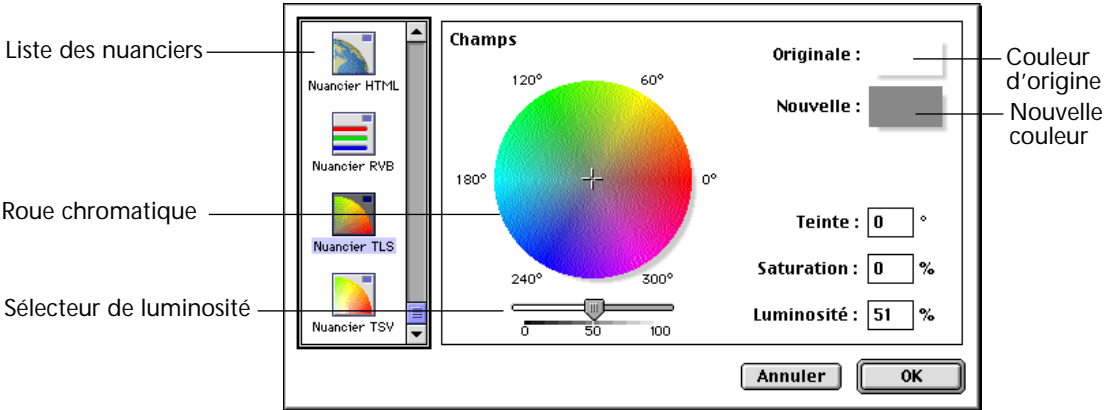 Liste des nuanciers
Roue chromatique
Sélecteur de luminosité
Nuancier HTML
Nuancier RVB
Nuancier TLS
Nuancier TSV
Champs
120°
60°
180°
0°
240°
300°
0 50 100
Originale :
Nouvelle :
Teinte : 0 °
Saturation : 0 %
Luminosité : 51 %
Annuler
OK
Couleur
d'origine
Nouvelle
couleur